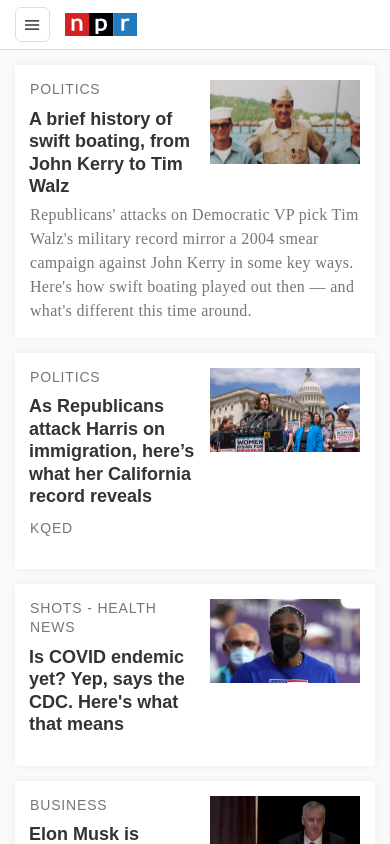 npr
POLITICS
A brief history of
swift boating, from
John Kerry to Tim
Walz
Republicans' attacks on Democratic VP pick Tim
Walz's military record mirror a 2004 smear
campaign against John Kerry in some key ways.
Here's how swift boating played out then — and
what's different this time around.
POLITICS
As Republicans
attack Harris on
immigration, here’s
what her California
record reveals
KQED
WOMEN
SHOTS - HEALTH
NEWS
Is COVID endemic
yet? Yep, says the
CDC. Here's what
that means
BUSINESS
Elon Musk is